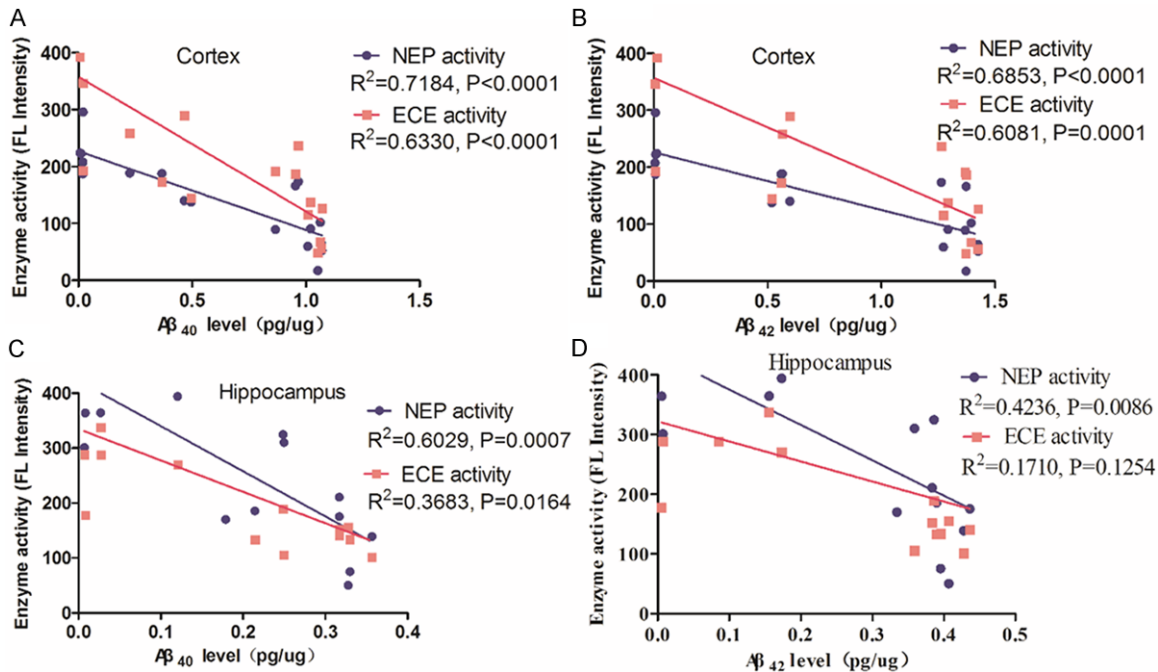 A
Cortex
NEP activity
R²=0.7184, P<0.0001
ECE activity
R²=0.6330, P<0.0001
Enzyme activity (FL Intensity)
400
300
200
100
0
0.0 0.5 1.0 1.5
Aβ₄₀ level (pg/ug)
B
Cortex
NEP activity
R²=0.6853, P<0.0001
ECE activity
R²=0.6081, P=0.0001
Enzyme activity (FL Intensity)
400
300
200
100
0
0.0 0.5 1.0 1.5
Aβ₄₂ level (pg/ug)
C
Hippocampus
NEP activity
R²=0.6029, P=0.0007
ECE activity
R²=0.3683, P=0.0164
Enzyme activity (FL Intensity)
400
300
200
100
0
0.0 0.1 0.2 0.3 0.4
Aβ₄₀ level (pg/ug)
D
Hippocampus
NEP activity
R²=0.4236, P=0.0086
ECE activity
R²=0.1710, P=0.1254
Enzyme activity (FL Intensity)
400
300
200
100
0
0.0 0.1 0.2 0.3 0.4 0.5
Aβ₄₂ level (pg/ug)